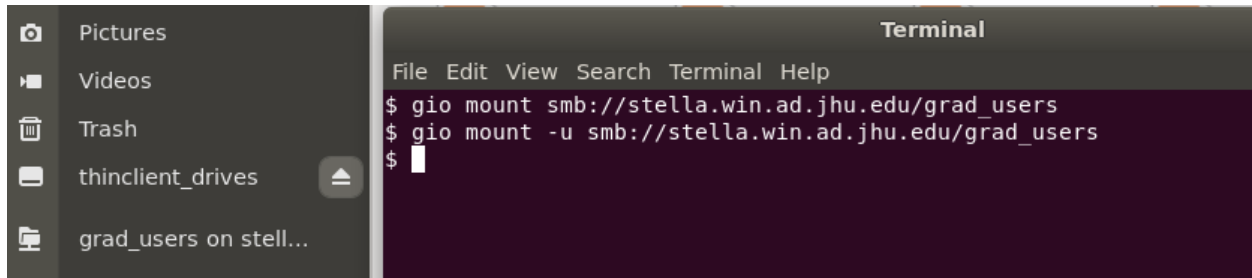 Pictures
Videos
Trash
thinclient_drives
grad_users on stell...
Terminal
File Edit View Search Terminal Help
$ gio mount smb://stella.win.ad.jhu.edu/grad_users
$ gio mount -u smb://stella.win.ad.jhu.edu/grad_users
$